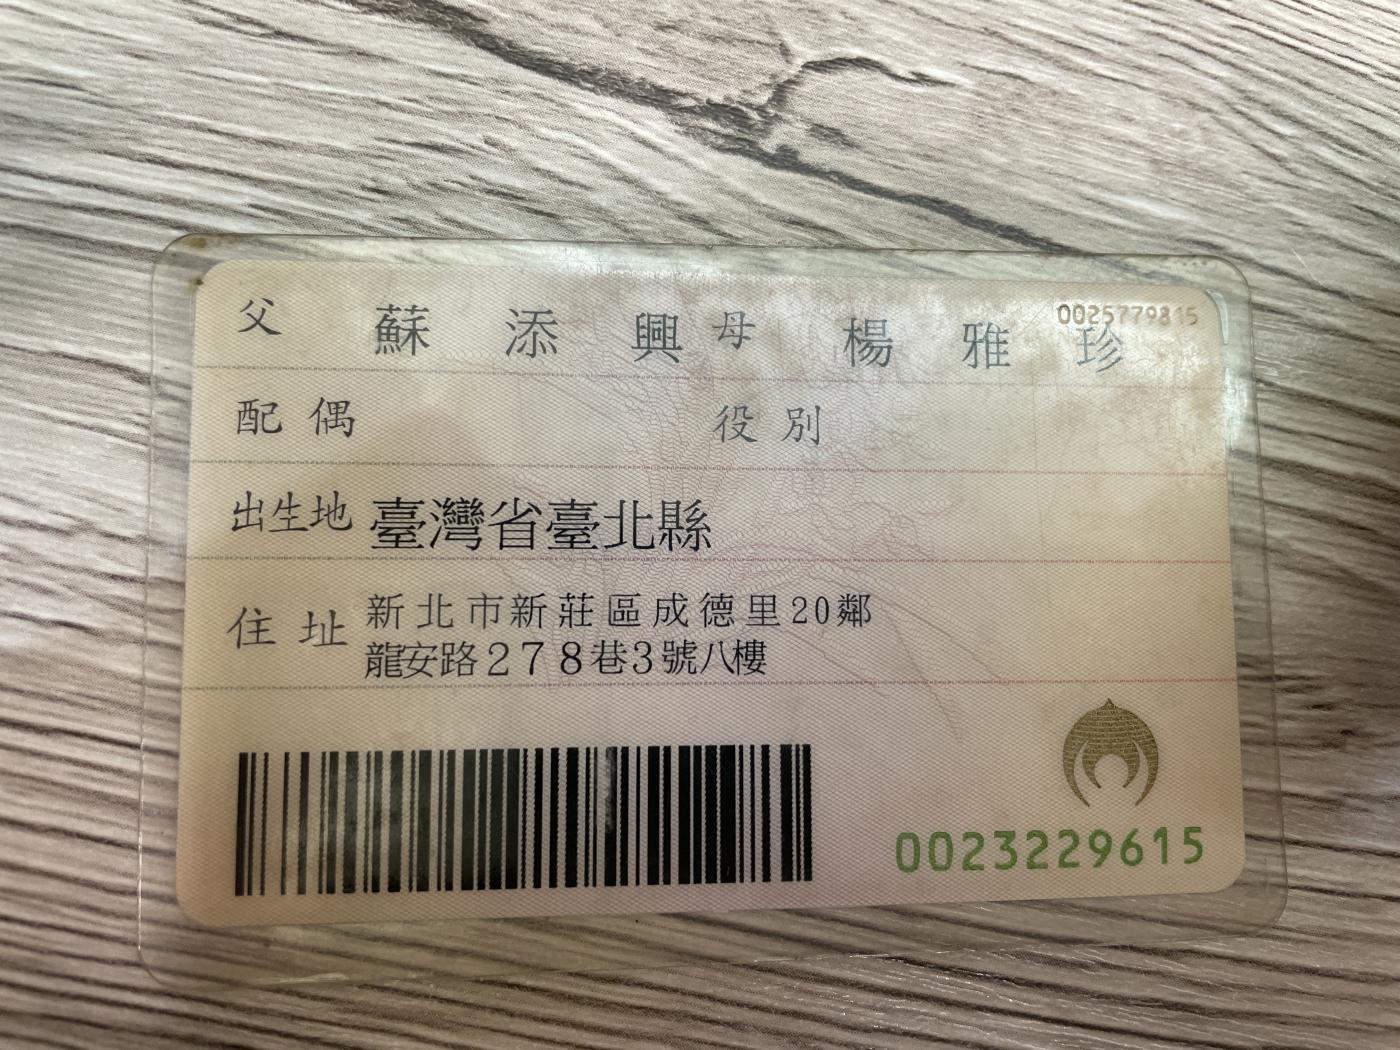 0025779815
父 蘇添興 母 楊雅珍
配偶 役別
出生地 臺灣省臺北縣
住址 新北市新莊區成德里20鄰
龍安路278巷3號八樓
0023229615